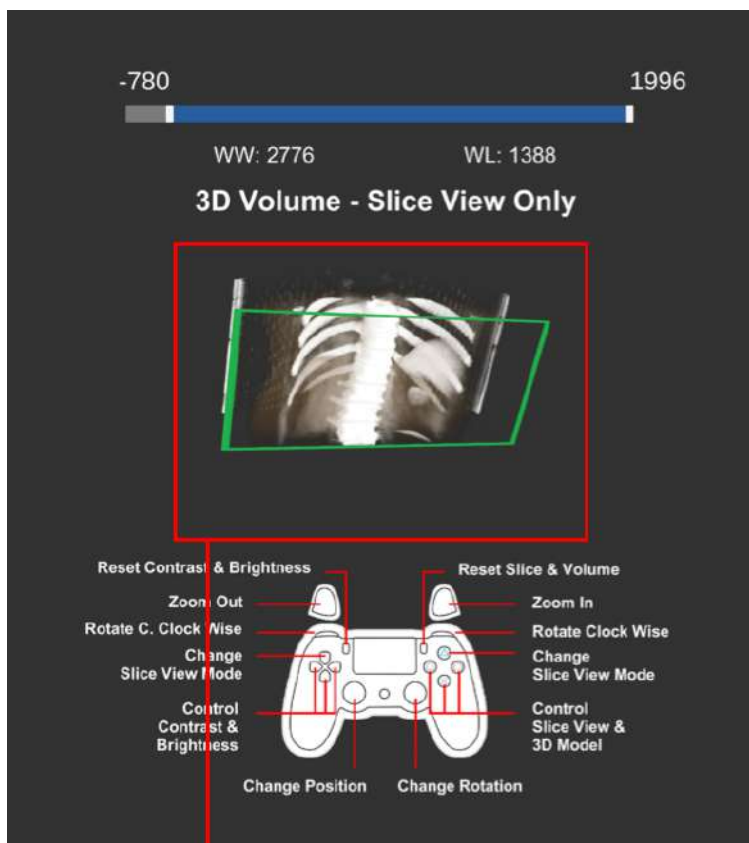 -780
1996
WW: 2776
WL: 1388
3D Volume - Slice View Only
Reset Contrast & Brightness
Reset Slice & Volume
Zoom Out
Zoom In
Rotate C. Clock Wise
Rotate Clock Wise
Change
Slice View Mode
Change
Slice View Mode
Control
Contrast &
Brightness
Control
Slice View &
3D Model
Change Position
Change Rotation